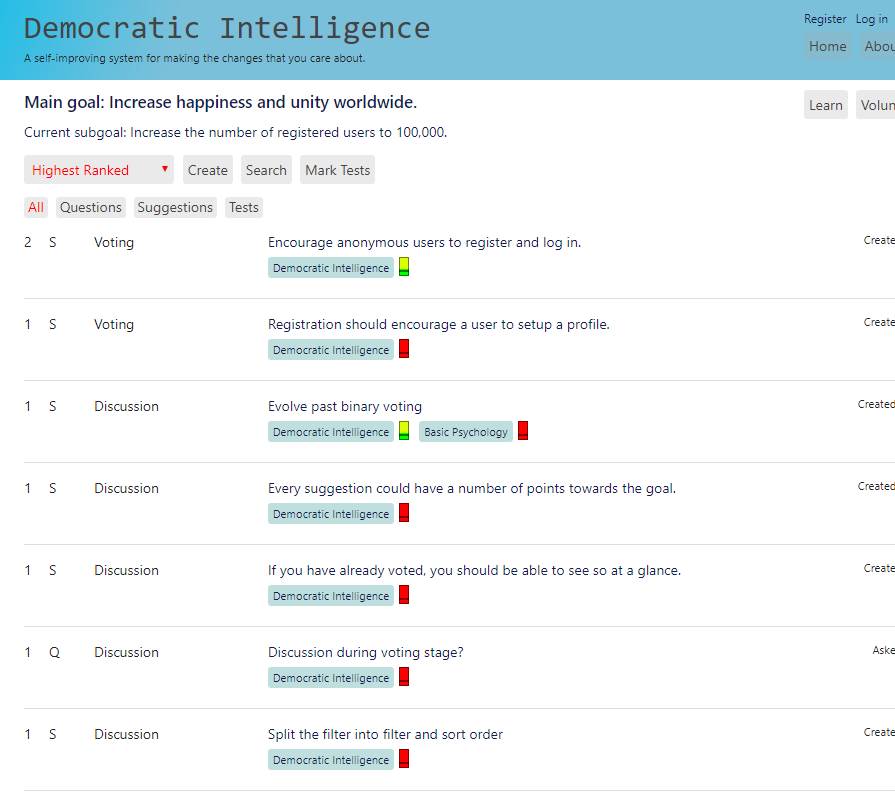 Democratic Intelligence
Register Log in
A self-improving system for making the changes that you care about.
Home Abou
Main goal: Increase happiness and unity worldwide.
Learn Volun
Current subgoal: Increase the number of registered users to 100,000.
Highest Ranked Create Search Mark Tests
All Questions Suggestions Tests
2 S Voting Encourage anonymous users to register and log in. Create
Democratic Intelligence
1 S Voting Registration should encourage a user to setup a profile. Create
Democratic Intelligence
1 S Discussion Evolve past binary voting Created
Democratic Intelligence Basic Psychology
1 S Discussion Every suggestion could have a number of points towards the goal. Created
Democratic Intelligence
1 S Discussion If you have already voted, you should be able to see so at a glance. Create
Democratic Intelligence
1 Q Discussion Discussion during voting stage? Aske
Democratic Intelligence
1 S Discussion Split the filter into filter and sort order Create
Democratic Intelligence